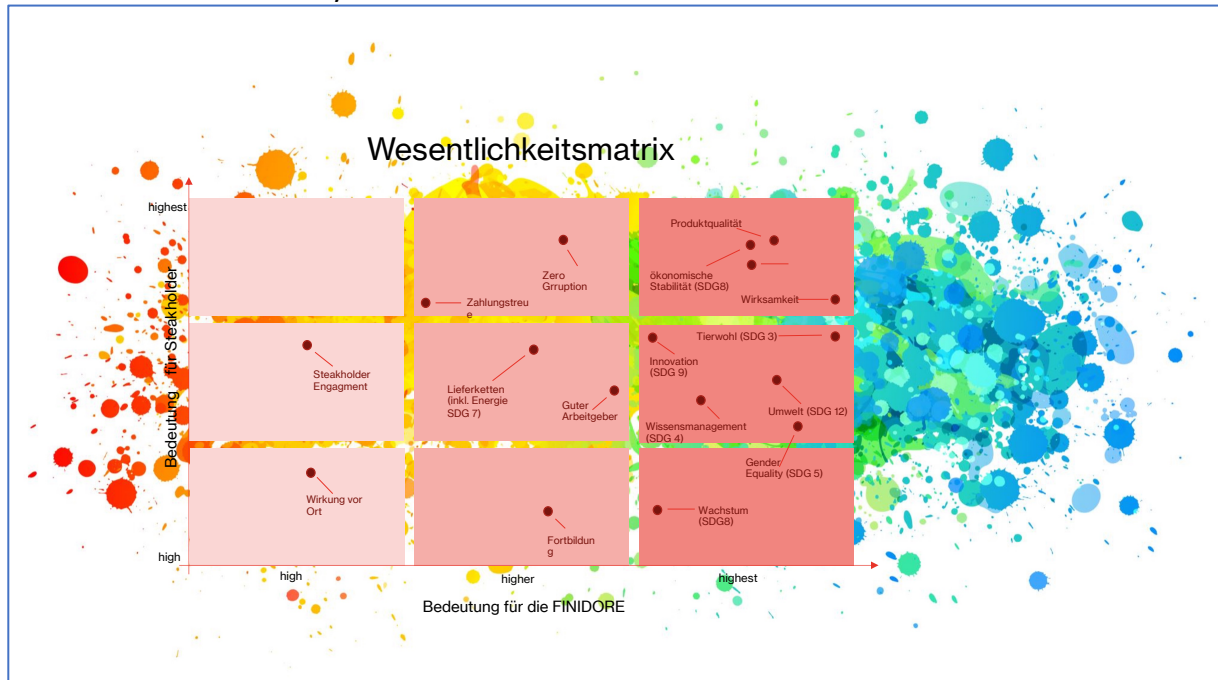 Wesentlichkeitsmatrix
highest
Bedeutung für Steakholder
high
Produktqualität
ökonomische
Stabilität (SDG8)
Wirksamkeit
Zero
Grruption
Zahlungstreu
e
Steakholder
Engagment
Lieferketten
(inkl. Energie
SDG 7)
Guter
Arbeitgeber
Tierwohl (SDG 3)
Innovation
(SDG 9)
Umwelt (SDG 12)
Wissensmanagement
(SDG 4)
Gender
Equality (SDG 5)
Wirkung vor
Ort
Fortbildun
g
Wachstum
(SDG8)
high
higher
highest
Bedeutung für die FINIDORE